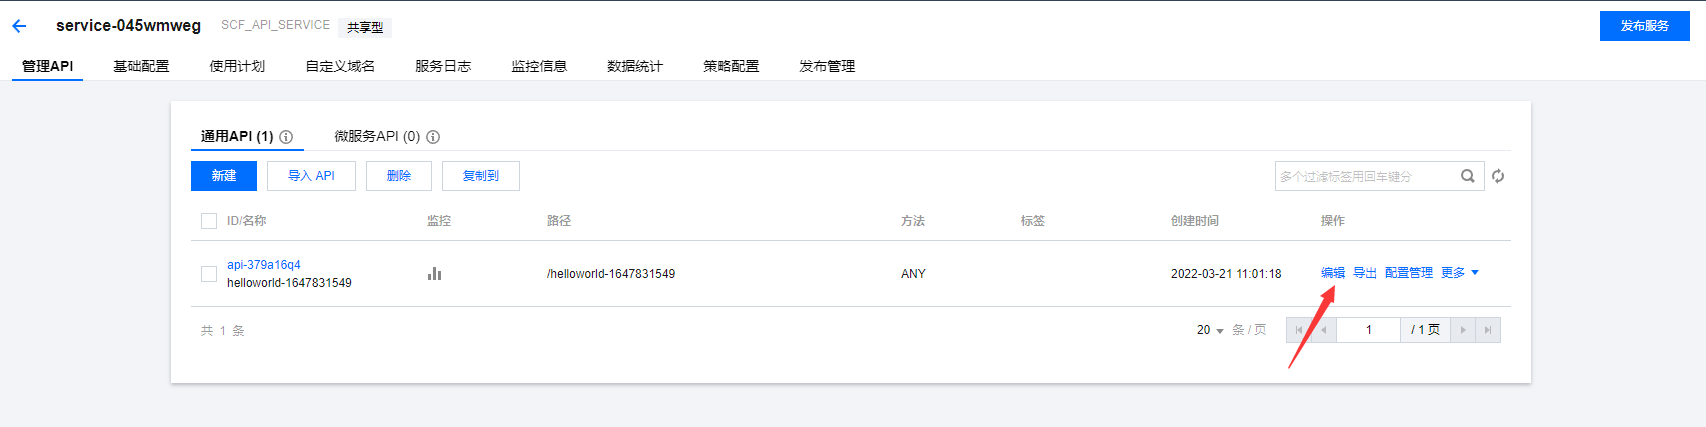 service-045wmweg SCF_API_SERVICE 共享型 发布服务
管理API 基础配置 使用计划 自定义域名 服务日志 监控信息 数据统计 策略配置 发布管理
通用API (1) 微服务API (0)
新建 导入 API 删除 复制到 多个过滤标签用回车键分
ID/名称 监控 路径 方法 标签 创建时间 操作
api-379a16q4
helloworld-1647831549 /helloworld-1647831549 ANY 2022-03-21 11:01:18 编辑 导出 配置管理 更多
共 1 条 20 条 / 页 1 / 1 页